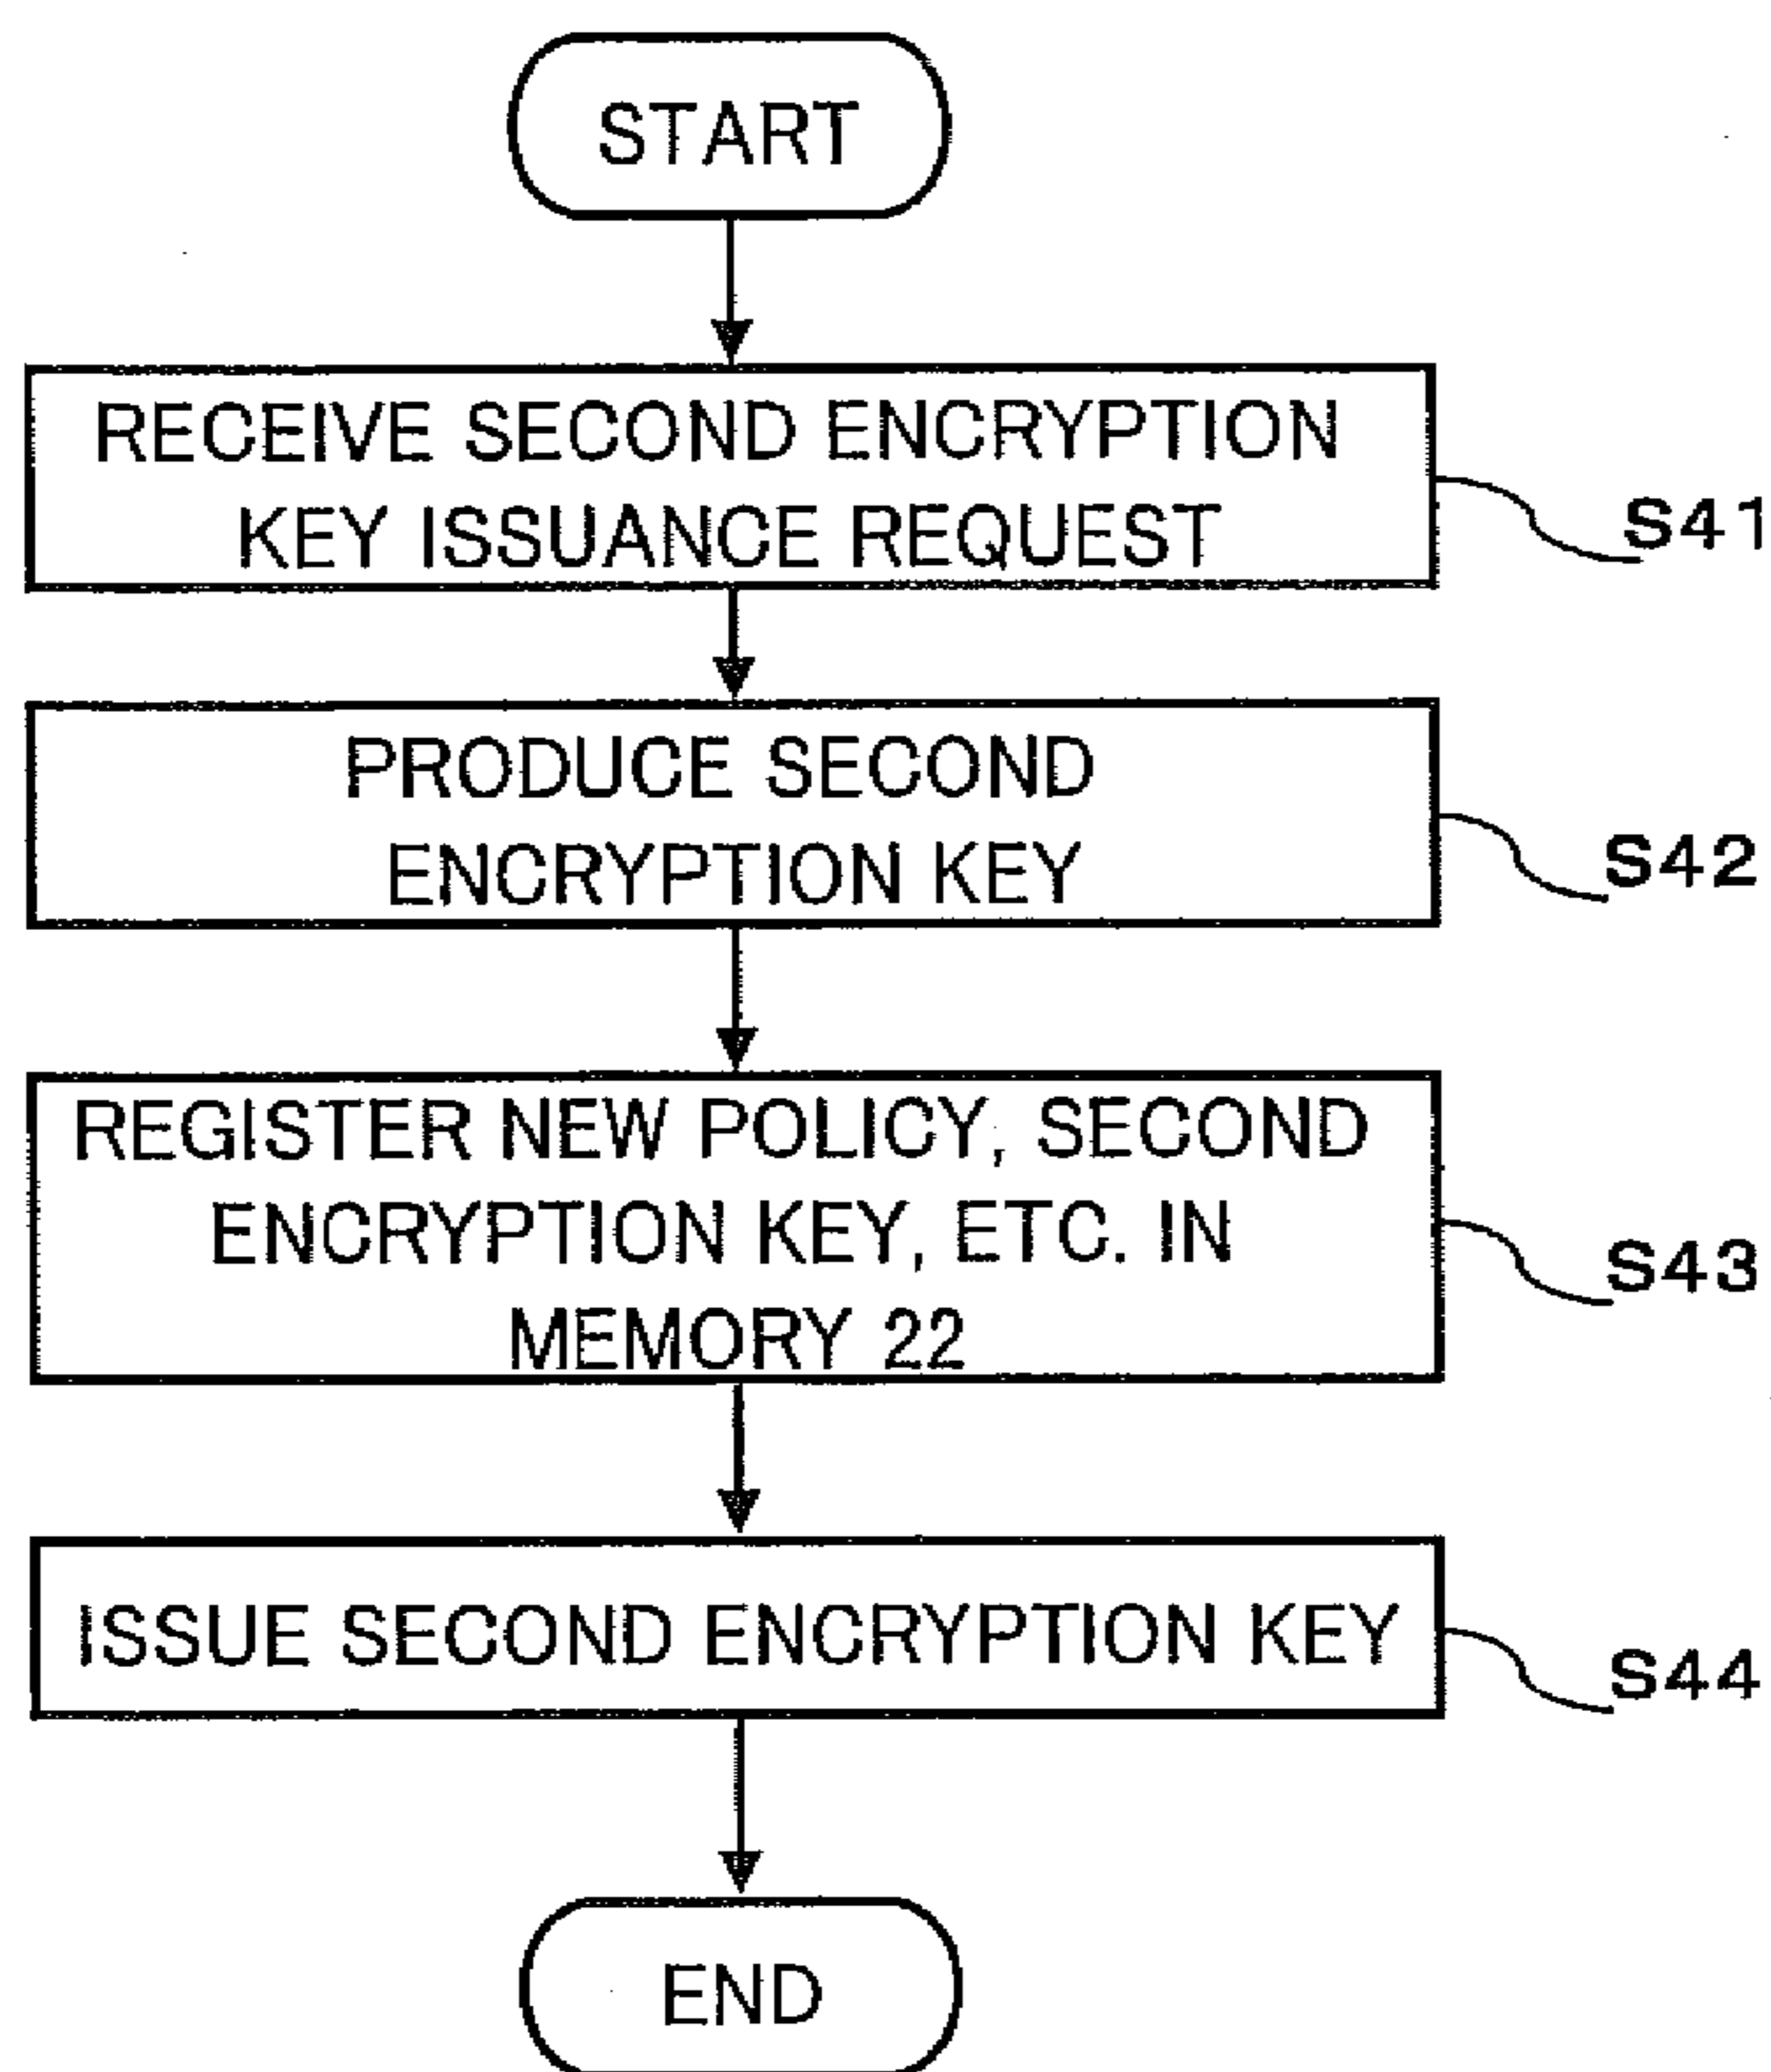 START
RECEIVE SECOND ENCRYPTION
KEY ISSUANCE REQUEST
S41
PRODUCE SECOND
ENCRYPTION KEY
S42
REGISTER NEW POLICY, SECOND
ENCRYPTION KEY, ETC. IN
MEMORY 22
S43
ISSUE SECOND ENCRYPTION KEY
S44
END